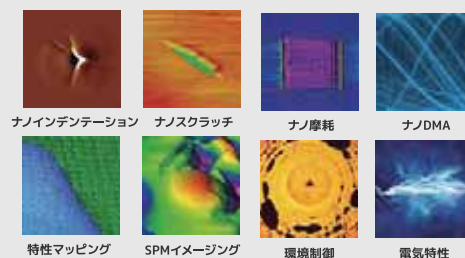 ナノインデンテーション
ナノスクラッチ
ナノ摩耗
ナノDMA
特性マッピング
SPMイメージング
環境制御
電気特性